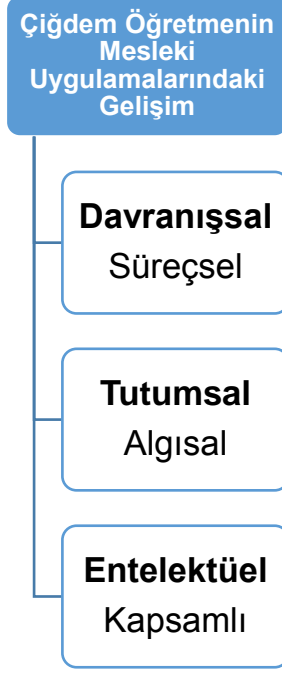 Çiğdem Öğretmenin
Mesleki
Uygulamalarındaki
Gelişim
Davranışsal
Süreçsel
Tutumsal
Algısal
Entelektüel
Kapsamlı